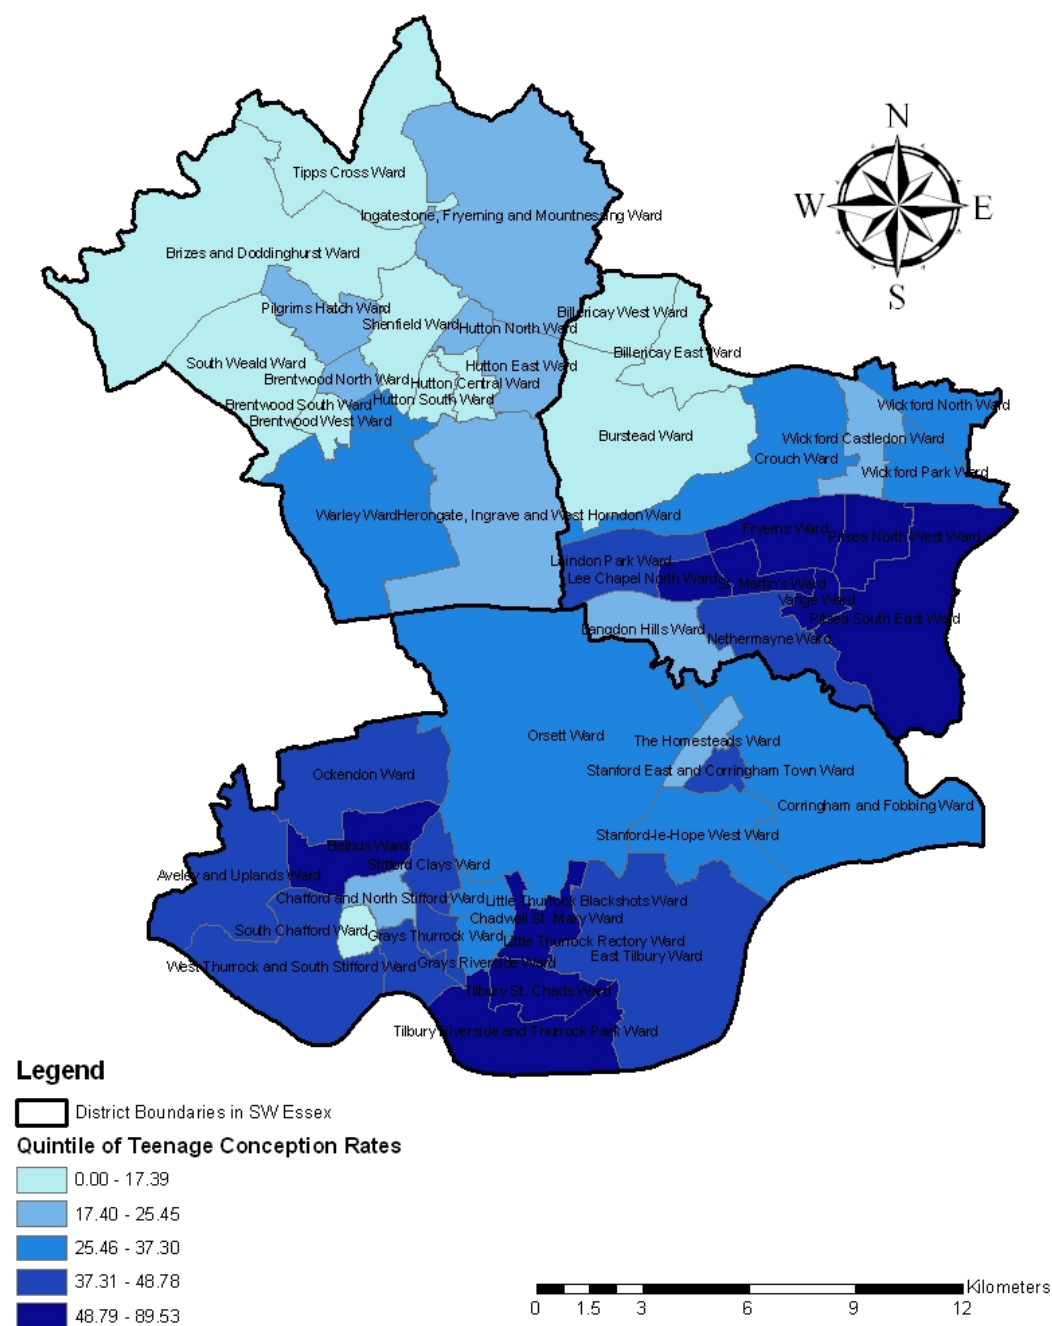 N
W E
S
Tipps Cross Ward
Ingatestone, Fryerning and Mountnessing Ward
Brizes and Doddinghurst Ward
Pilgrims Hatch Ward
Billericay West Ward
Shenfield Ward
Hutton North Ward
Billericay East Ward
South Weald Ward
Hutton East Ward
Brentwood North Ward
Hutton Central Ward
Hutton South Ward
Brentwood South Ward
Wickford North Ward
Brentwood West Ward
Burstead Ward
Wickford Castledon Ward
Crouch Ward
Wickford Park Ward
Warley Ward
Herongate, Ingrave and West Horndon Ward
Fryerns Ward
Pitsea North West Ward
Laindon Park Ward
Lee Chapel North Ward
St. Martin's Ward
Vange Ward
Pitsea South East Ward
Langdon Hills Ward
Nethermayne Ward
Orsett Ward
The Homesteads Ward
Ockendon Ward
Stanford East and Corringham Town Ward
Corringham and Fobbing Ward
Stanford-le-Hope West Ward
Belhus Ward
Stifford Clays Ward
Aveley and Uplands Ward
Chafford and North Stifford Ward
Little Thurrock Blackshots Ward
Chadwell St. Mary Ward
South Chafford Ward
Grays Thurrock Ward
Little Thurrock Rectory Ward
East Tilbury Ward
West Thurrock and South Stifford Ward
Grays Riverside Ward
Tilbury St. Chads Ward
Tilbury Riverside and Thurrock Park Ward
Legend
District Boundaries in SW Essex
Quintile of Teenage Conception Rates
0.00 - 17.39
17.40 - 25.45
25.46 - 37.30
37.31 - 48.78
48.79 - 89.53
Kilometers
0 1.5 3 6 9 12